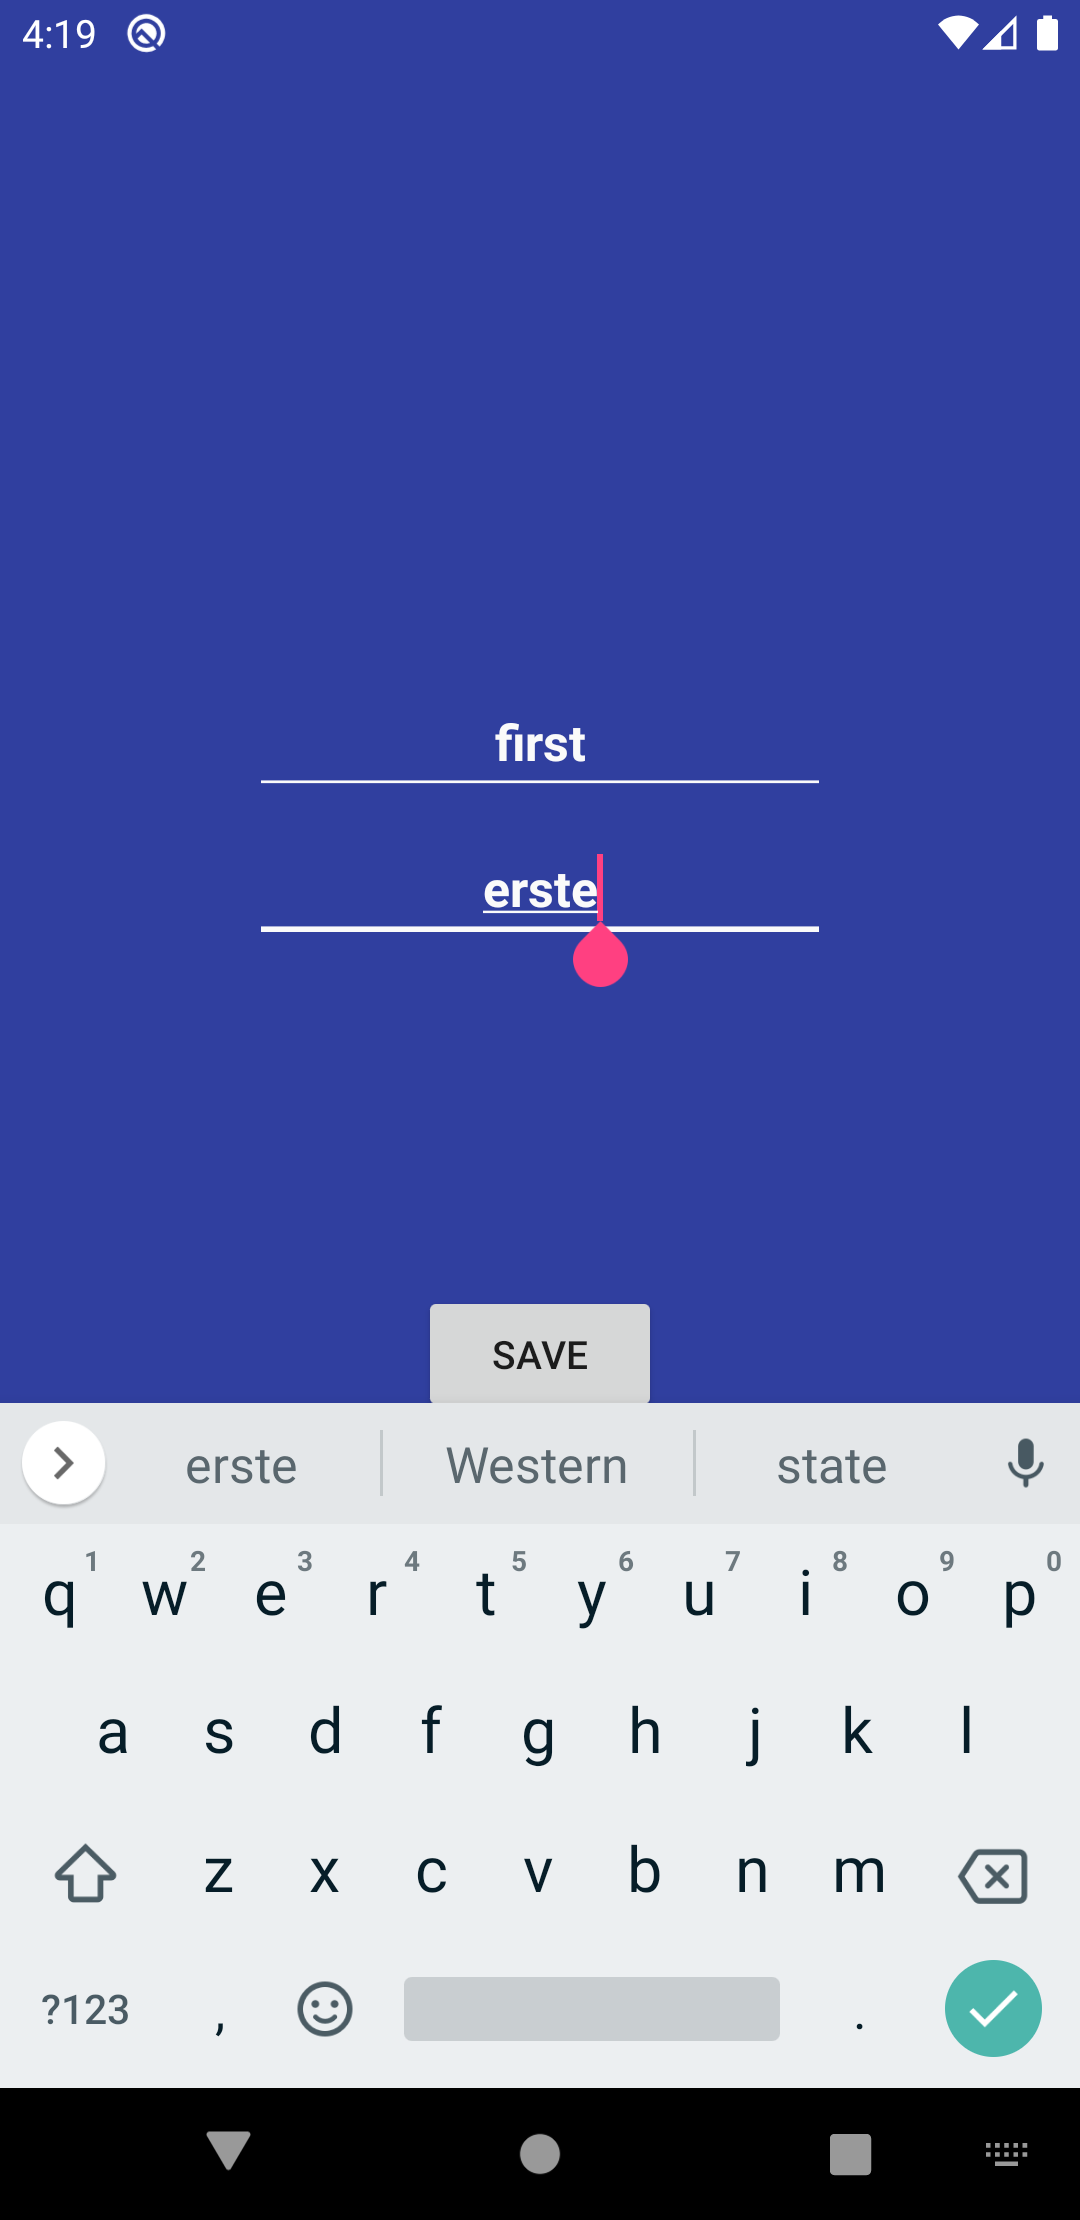 4:19
first
erste
SAVE
erste Western state
q 1 w 2 e 3 r 4 t 5 y 6 u 7 i 8 o 9 p 0
a s d f g h j k l
z x c v b n m
?123 , .